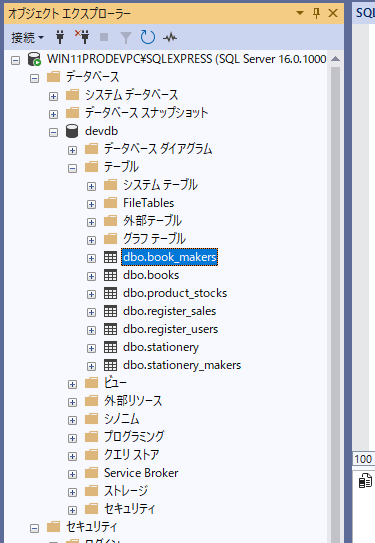 オブジェクト エクスプローラー
SQL
接続
WIN11PRODEVPC¥SQLEXPRESS (SQL Server 16.0.1000
データベース
システム データベース
データベース スナップショット
devdb
データベース ダイアグラム
テーブル
システム テーブル
FileTables
外部テーブル
グラフ テーブル
dbo.book_makers
dbo.books
dbo.product_stocks
dbo.register_sales
dbo.register_users
dbo.stationery
dbo.stationery_makers
ビュー
外部リソース
シノニム
プログラミング
クエリ ストア
100
Service Broker
ストレージ
セキュリティ
セキュリティ
ログイン